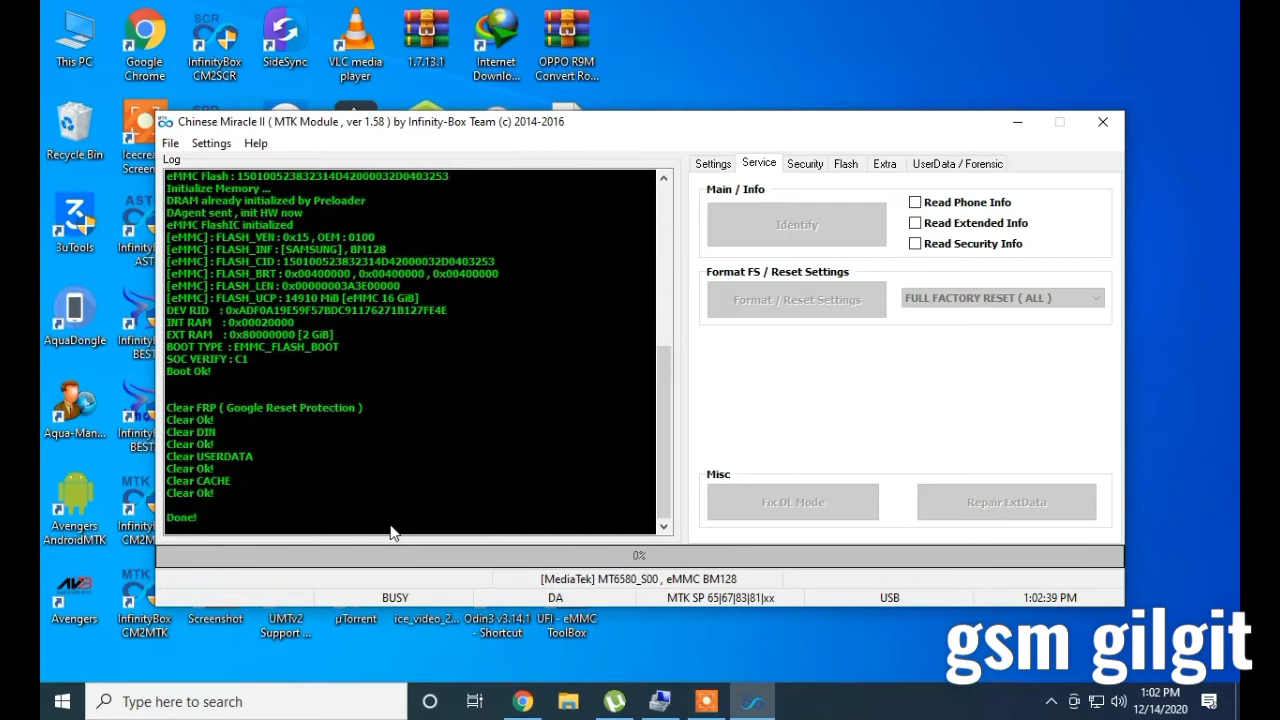 This PC
Google
Chrome
InfinityBox
CM2SCR
SideSync
VLC media
player
1.7.13.1
Internet
Downlo...
OPPO R9M
Convert Ro...
Recycle Bin
Icecrea
Screen
3uTools
Infinity
AST
AquaDongle
Infinity
BEST
Aqua-Man...
Infinity
BEST
Avengers
AndroidMTK
Infinity
CM2M
Avengers
InfinityBox
CM2MTK
Screenshot
UMTv2
Support ...
µTorrent
ice_video_2...
Odin3 v3.14.1
- Shortcut
UFI - eMMC
ToolBox
Chinese Miracle II ( MTK Module , ver 1.58 ) by Infinity-Box Team (c) 2014-2016
File Settings Help
Log
eMMC Flash : 150100523832314D42000032D0403253
Initialize Memory ...
DRAM already initialized by Preloader
DAgent sent , init HW now
eMMC FlashIC initialized
[eMMC] : FLASH_VEN : 0x15 , OEM : 0100
[eMMC] : FLASH_INF : [SAMSUNG] , BM128
[eMMC] : FLASH_CID : 150100523832314D42000032D0403253
[eMMC] : FLASH_BRT : 0x00400000 , 0x00400000 , 0x00400000
[eMMC] : FLASH_LEN : 0x00000003A3E00000
[eMMC] : FLASH_UCP : 14910 MiB [eMMC 16 GiB]
DEV RID : 0xADF0A19E59F57BDC91176271B127FE4E
INT RAM : 0x00020000
EXT RAM : 0x80000000 [2 GiB]
BOOT TYPE : EMMC_FLASH_BOOT
SOC VERIFY : C1
Boot Ok!
Clear FRP ( Google Reset Protection )
Clear Ok!
Clear DIN
Clear Ok!
Clear USERDATA
Clear Ok!
Clear CACHE
Clear Ok!
Done!
Settings Service Security Flash Extra UserData / Forensic
Main / Info
Identify
Read Phone Info
Read Extended Info
Read Security Info
Format FS / Reset Settings
Format / Reset Settings
FULL FACTORY RESET ( ALL )
Misc
Fix DL Mode
Repair ExtData
0%
[MediaTek] MT6580_S00 , eMMC BM128
BUSY DA MTK SP 65|67|83|81|xx USB 1:02:39 PM
gsm gilgit
Type here to search
1:02 PM
12/14/2020